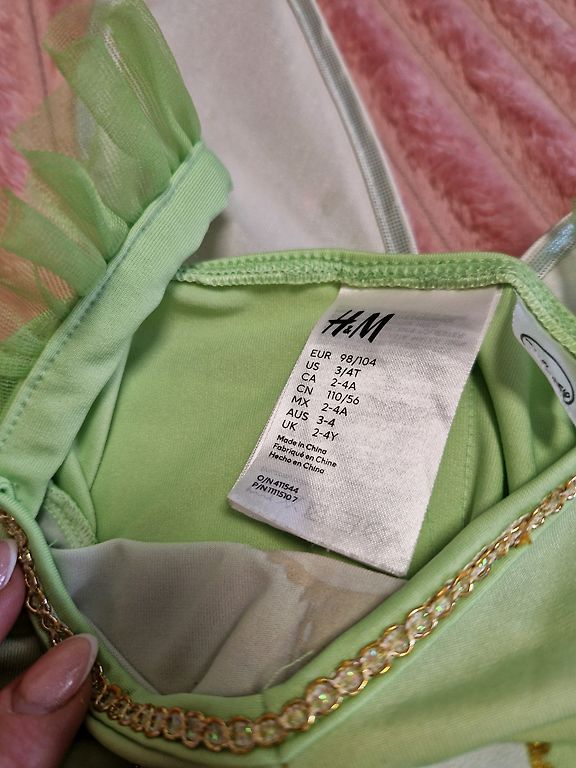 H&M
EUR 98/104
US 3/4T
CA 2-4A
CN 110/56
MX 2-4A
AUS 3-4
UK 2-4Y
Made in China
Fabriqué en Chine
Hecho en China
O/N 411544
P/N 1115107